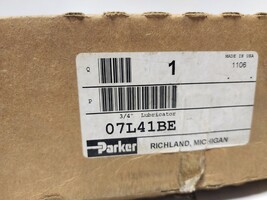 MADE IN USA
Q 1 1106
P
3/4" Lubricator
07L41BE
Parker RICHLAND, MICHIGAN